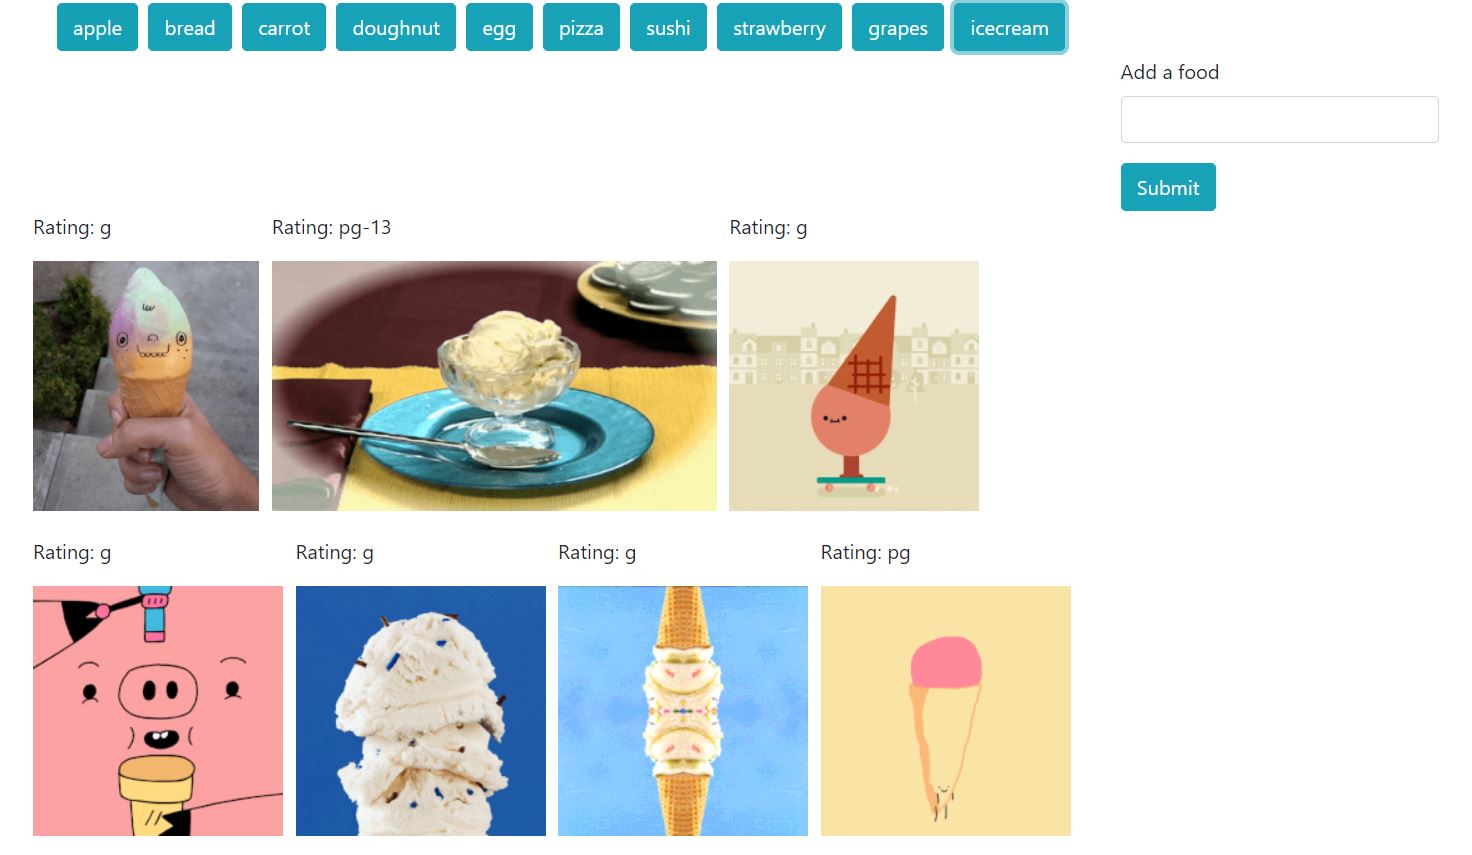 apple bread carrot doughnut egg pizza sushi strawberry grapes icecream
Add a food
Submit
Rating: g Rating: pg-13 Rating: g
Rating: g Rating: g Rating: g Rating: pg